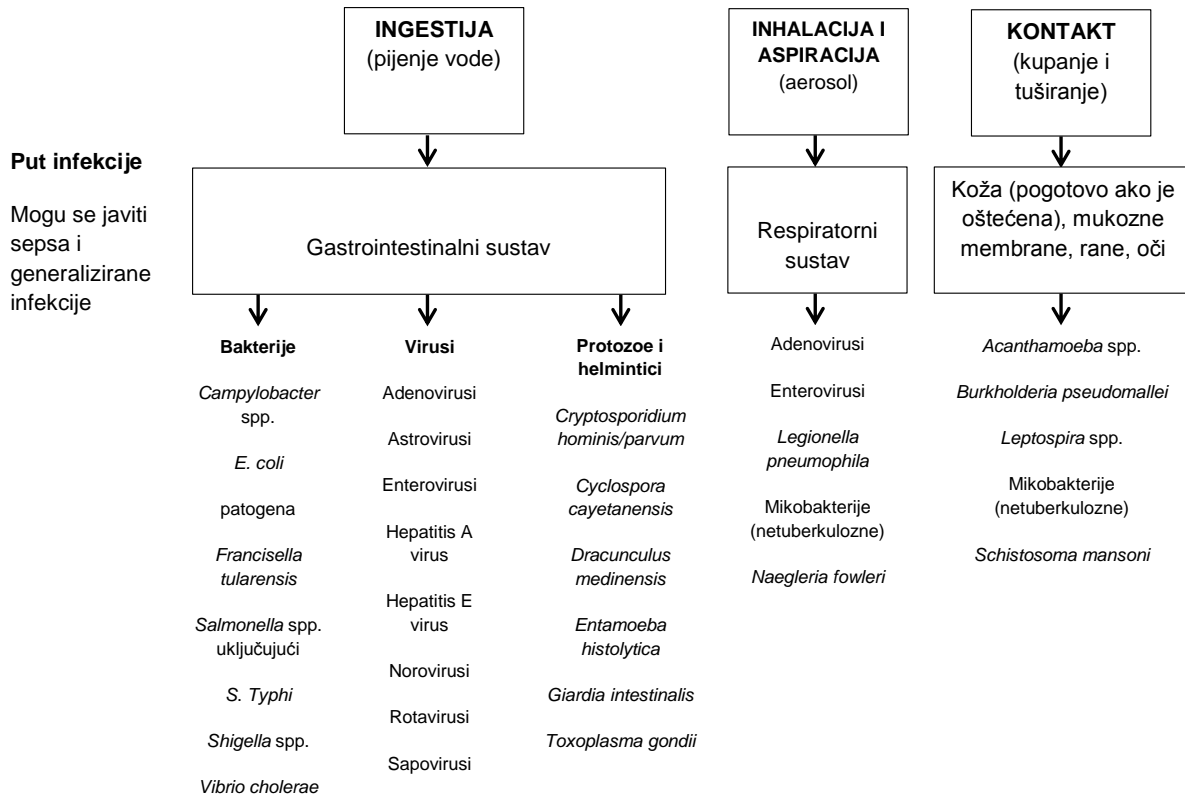 INGESTIJA
(pijenje vode)
INHALACIJA I
ASPIRACIJA
(aerosol)
KONTAKT
(kupanje i
tuširanje)
Put infekcije
Mogu se javiti
sepsa i
generalizirane
infekcije
Gastrointestinalni sustav
Respiratorni
sustav
Koža (pogotovo ako je
oštećena), mukozne
membrane, rane, oči
Bakterije
Campylobacter
spp.
E. coli
patogena
Francisella
tularensis
Salmonella spp.
uključujući
S. Typhi
Shigella spp.
Vibrio cholerae
Virusi
Adenovirusi
Astrovirusi
Enterovirusi
Hepatitis A
virus
Hepatitis E
virus
Norovirusi
Rotavirusi
Sapovirusi
Protozoe i
helmintici
Cryptosporidium
hominis/parvum
Cyclospora
cayetanensis
Dracunculus
medinensis
Entamoeba
histolytica
Giardia intestinalis
Toxoplasma gondii
Adenovirusi
Enterovirusi
Legionella
pneumophila
Mikobakterije
(netuberkulozne)
Naegleria fowleri
Acanthamoeba spp.
Burkholderia pseudomallei
Leptospira spp.
Mikobakterije
(netuberkulozne)
Schistosoma mansoni